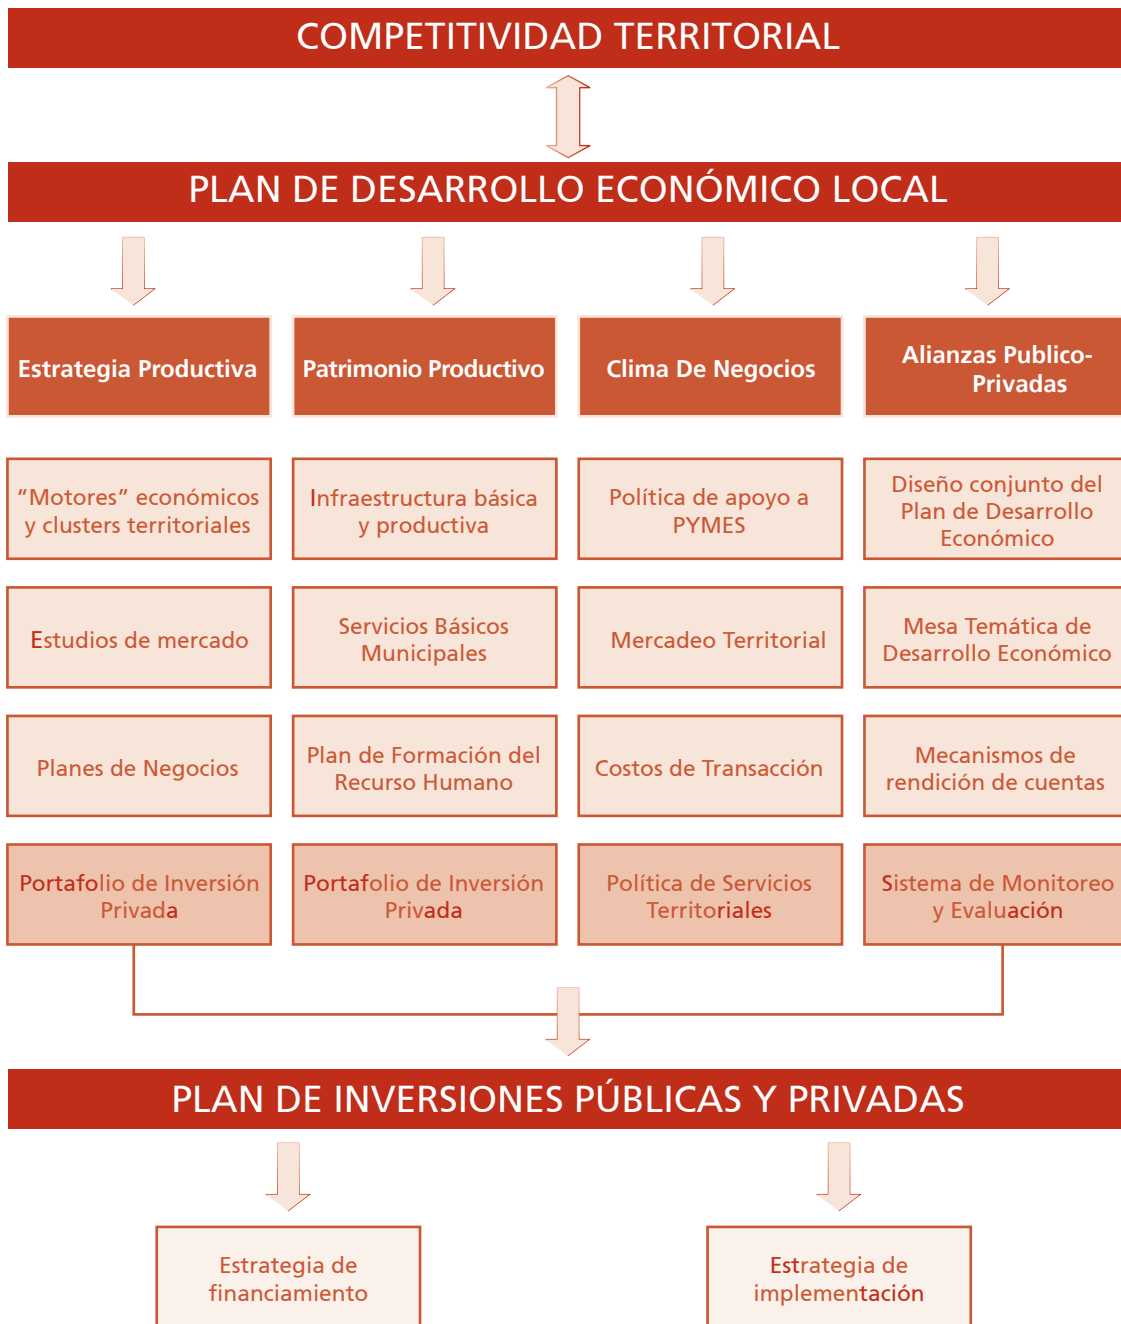 COMPETITIVIDAD TERRITORIAL
PLAN DE DESARROLLO ECONÓMICO LOCAL
Estrategia Productiva
Patrimonio Productivo
Clima De Negocios
Alianzas Publico-
Privadas
“Motores” económicos
y clusters territoriales
Infraestructura básica
y productiva
Política de apoyo a
PYMES
Diseño conjunto del
Plan de Desarrollo
Económico
Estudios de mercado
Servicios Básicos
Municipales
Mercadeo Territorial
Mesa Temática de
Desarrollo Económico
Planes de Negocios
Plan de Formación del
Recurso Humano
Costos de Transacción
Mecanismos de
rendición de cuentas
Portafolio de Inversión
Privada
Portafolio de Inversión
Privada
Política de Servicios
Territoriales
Sistema de Monitoreo
y Evaluación
PLAN DE INVERSIONES PÚBLICAS Y PRIVADAS
Estrategia de
financiamiento
Estrategia de
implementación